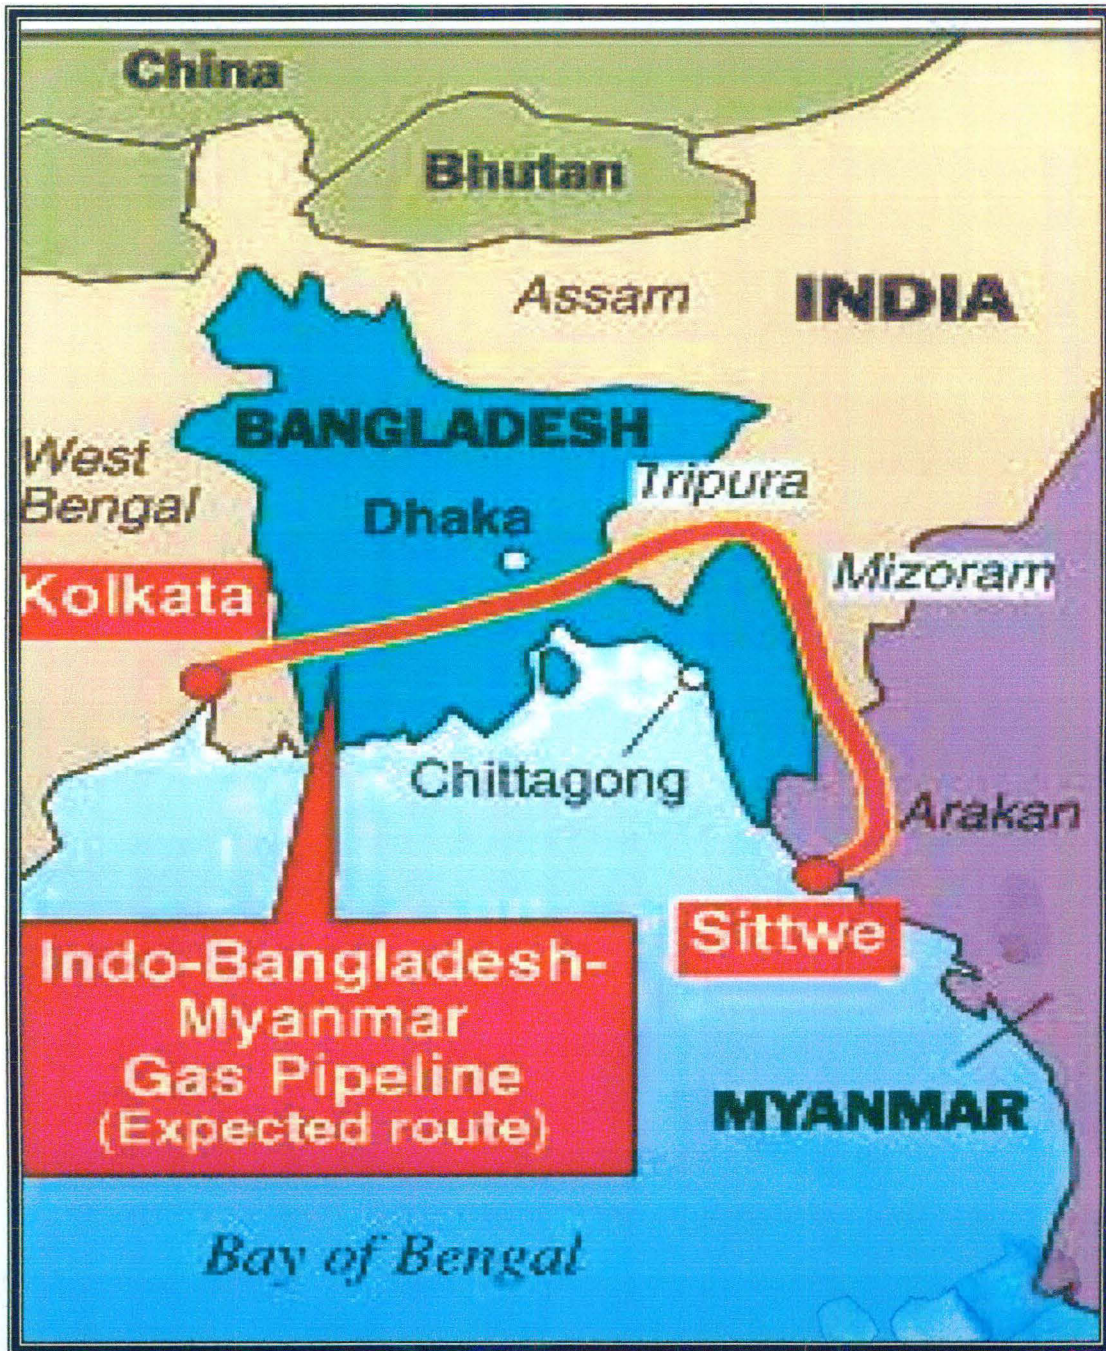 China
Bhutan
Assam
INDIA
BANGLADESH
West
Bengal
Tripura
Dhaka
Mizoram
Kolkata
Chittagong
Arakan
Sittwe
Indo-Bangladesh-
Myanmar
Gas Pipeline
(Expected route)
MYANMAR
Bay of Bengal